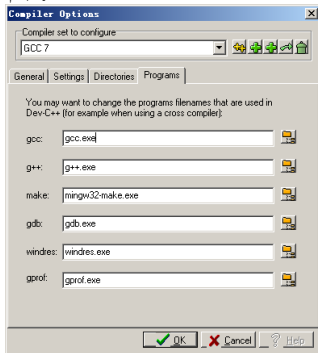 Compiler Options
Compiler set to configure
GCC 7
General Settings Directories Programs
You may want to change the programs filenames that are used in
Dev-C++ (for example when using a cross compiler):
gcc: gcc.exe
g++: g++.exe
make: mingw32-make.exe
gdb: gdb.exe
windres: windres.exe
gprof: gprof.exe
OK Cancel ? Help